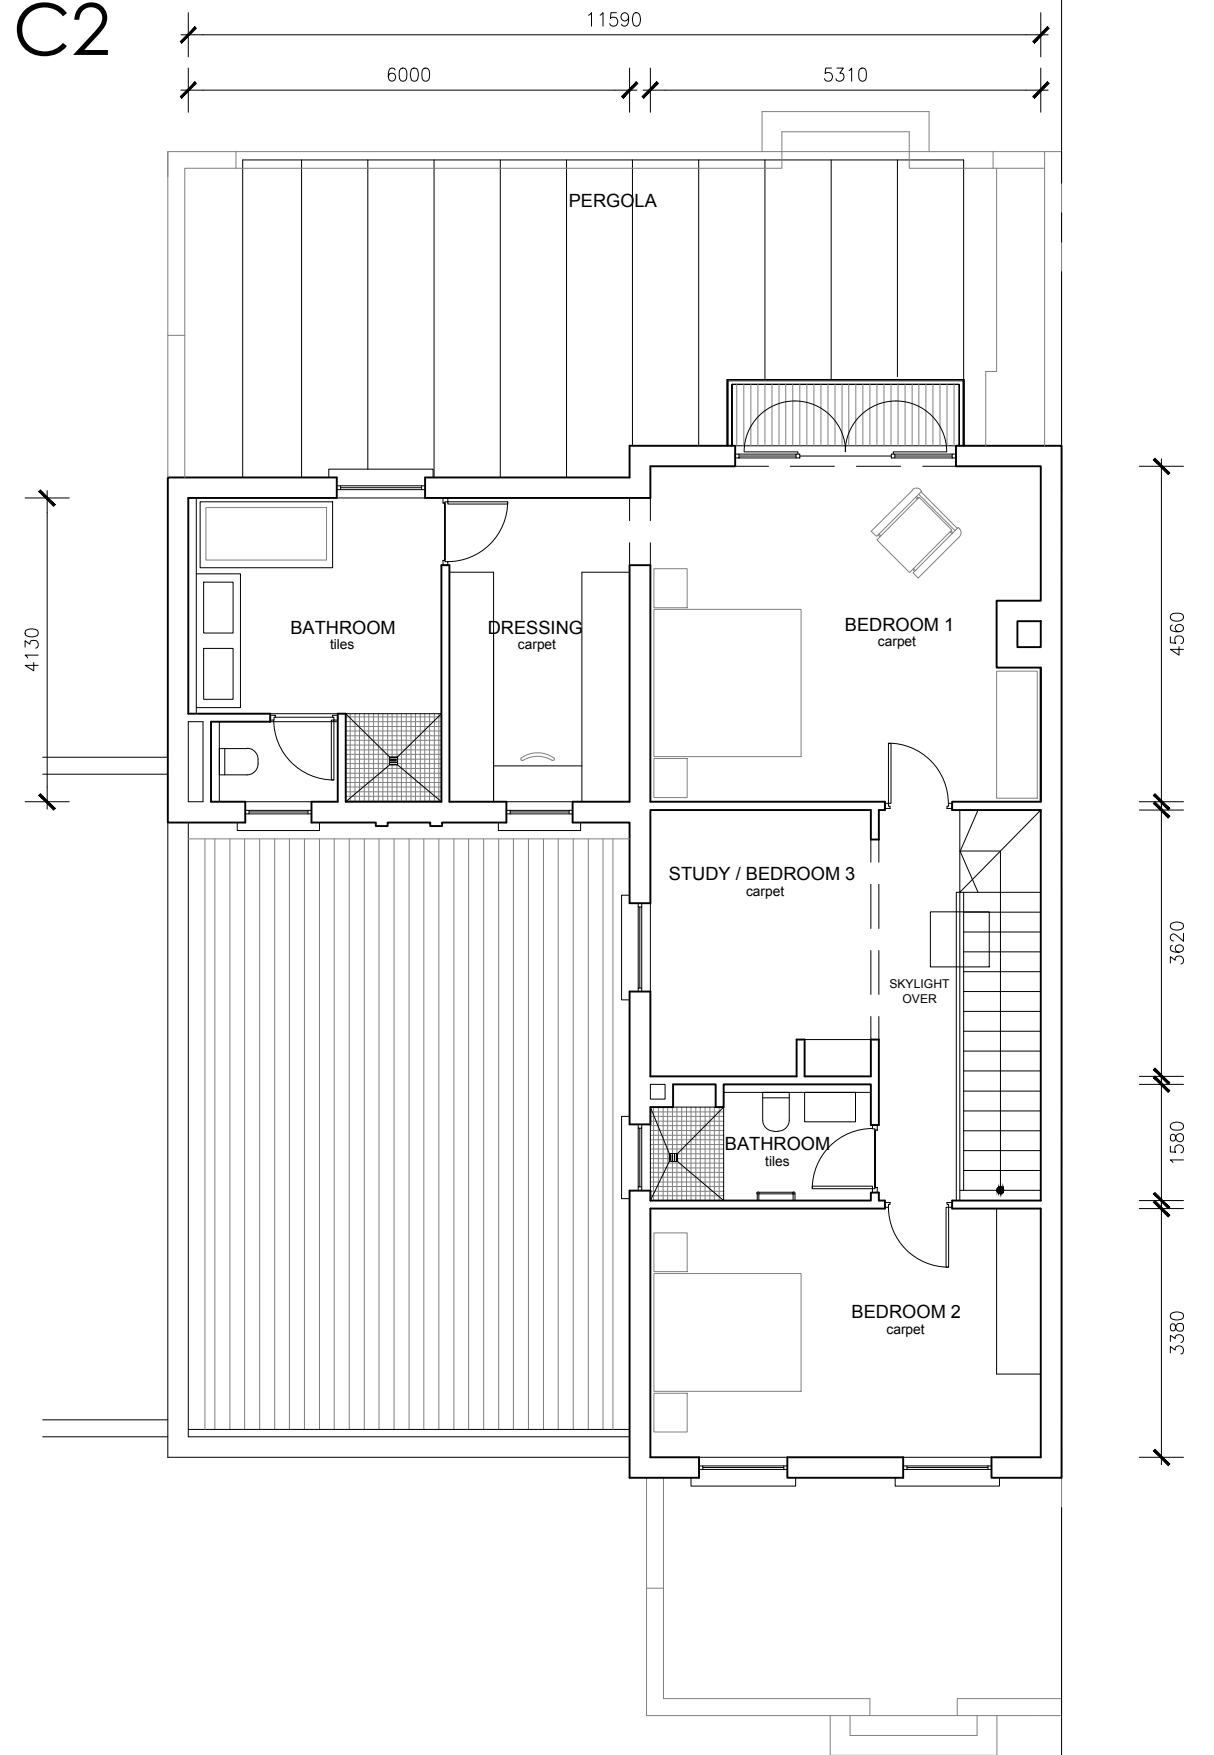 C2
11590
6000
5310
PERGOLA
4130
BATHROOM
tiles
DRESSING
carpet
BEDROOM 1
carpet
4560
STUDY / BEDROOM 3
carpet
3620
SKYLIGHT
OVER
BATHROOM
tiles
1580
BEDROOM 2
carpet
3380